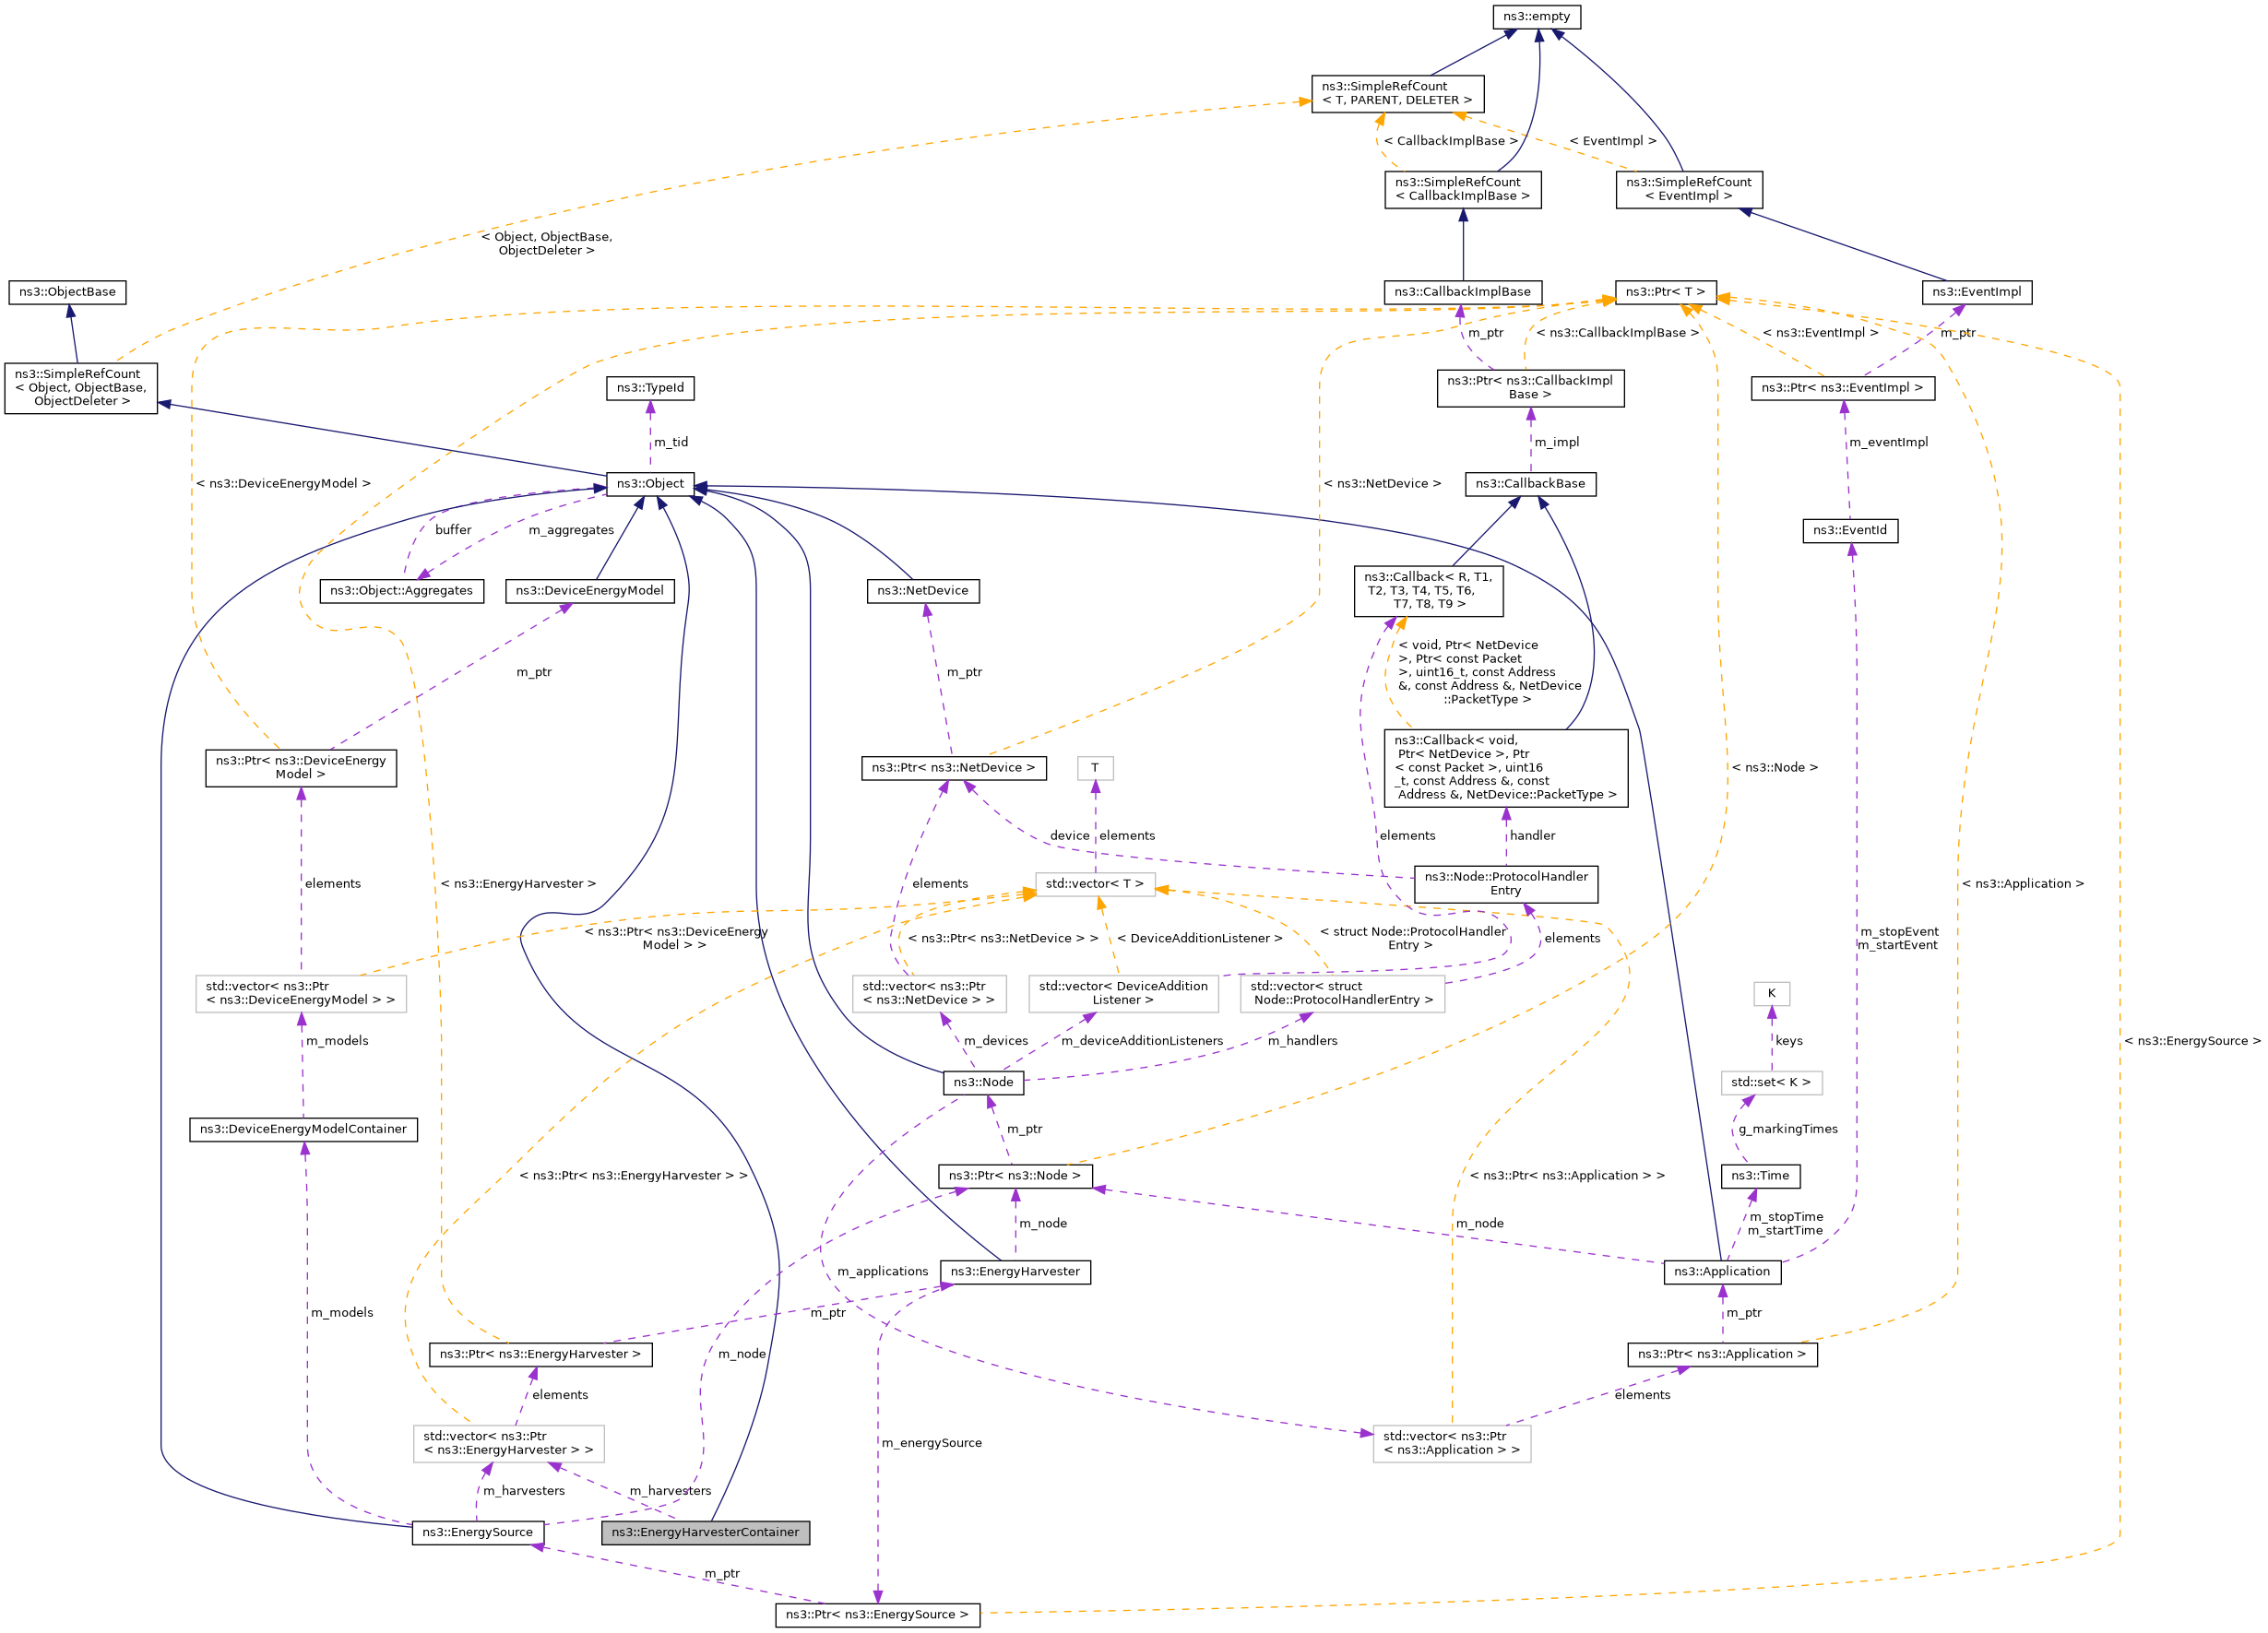 ns3::empty
ns3::SimpleRefCount
< T, PARENT, DELETER >
< CallbackImplBase >
< EventImpl >
ns3::SimpleRefCount
< CallbackImplBase >
ns3::SimpleRefCount
< EventImpl >
< Object, ObjectBase,
ObjectDeleter >
ns3::ObjectBase
ns3::CallbackImplBase
ns3::Ptr< T >
ns3::EventImpl
m_ptr
< ns3::CallbackImplBase >
< ns3::EventImpl >
m_ptr
ns3::SimpleRefCount
< Object, ObjectBase,
ObjectDeleter >
ns3::TypeId
ns3::Ptr< ns3::CallbackImpl
Base >
ns3::Ptr< ns3::EventImpl >
m_tid
m_impl
m_eventImpl
< ns3::DeviceEnergyModel >
ns3::Object
< ns3::NetDevice >
ns3::CallbackBase
buffer
m_aggregates
ns3::EventId
ns3::Object::Aggregates
ns3::DeviceEnergyModel
ns3::NetDevice
ns3::Callback< R, T1,
T2, T3, T4, T5, T6,
T7, T8, T9 >
m_ptr
m_ptr
< void, Ptr< NetDevice
>, Ptr< const Packet
>, uint16_t, const Address
&, const Address &, NetDevice
::PacketType >
ns3::Ptr< ns3::DeviceEnergy
Model >
ns3::Ptr< ns3::NetDevice >
T
ns3::Callback< void,
Ptr< NetDevice >, Ptr
< const Packet >, uint16
_t, const Address &, const
Address &, NetDevice::PacketType >
< ns3::Node >
device
elements
elements
handler
elements
< ns3::EnergyHarvester >
elements
std::vector< T >
ns3::Node::ProtocolHandler
Entry
< ns3::Application >
< ns3::Ptr< ns3::DeviceEnergy
Model > >
< ns3::Ptr< ns3::NetDevice > >
< DeviceAdditionListener >
< struct Node::ProtocolHandler
Entry >
elements
m_stopEvent
m_startEvent
std::vector< ns3::Ptr
< ns3::DeviceEnergyModel > >
std::vector< ns3::Ptr
< ns3::NetDevice > >
std::vector< DeviceAddition
Listener >
std::vector< struct
Node::ProtocolHandlerEntry >
K
m_models
m_devices
m_deviceAdditionListeners
m_handlers
keys
< ns3::EnergySource >
ns3::Node
std::set< K >
ns3::DeviceEnergyModelContainer
m_ptr
g_markingTimes
< ns3::Ptr< ns3::EnergyHarvester > >
ns3::Ptr< ns3::Node >
< ns3::Ptr< ns3::Application > >
ns3::Time
m_node
m_node
m_stopTime
m_startTime
m_applications
ns3::EnergyHarvester
ns3::Application
m_models
m_ptr
m_ptr
ns3::Ptr< ns3::EnergyHarvester >
m_node
ns3::Ptr< ns3::Application >
elements
elements
std::vector< ns3::Ptr
< ns3::EnergyHarvester > >
m_energySource
std::vector< ns3::Ptr
< ns3::Application > >
m_harvesters
m_harvesters
ns3::EnergySource
ns3::EnergyHarvesterContainer
m_ptr
ns3::Ptr< ns3::EnergySource >